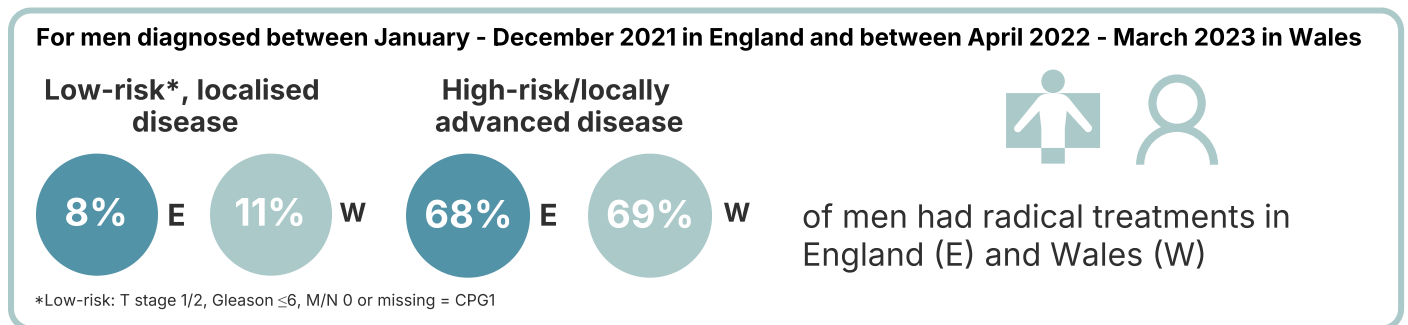 For men diagnosed between January - December 2021 in England and between April 2022 - March 2023 in Wales
Low-risk*, localised
disease
High-risk/locally
advanced disease
8% E 11% W 68% E 69% W
of men had radical treatments in
England (E) and Wales (W)
*Low-risk: T stage 1/2, Gleason ≤6, M/N 0 or missing = CPG1